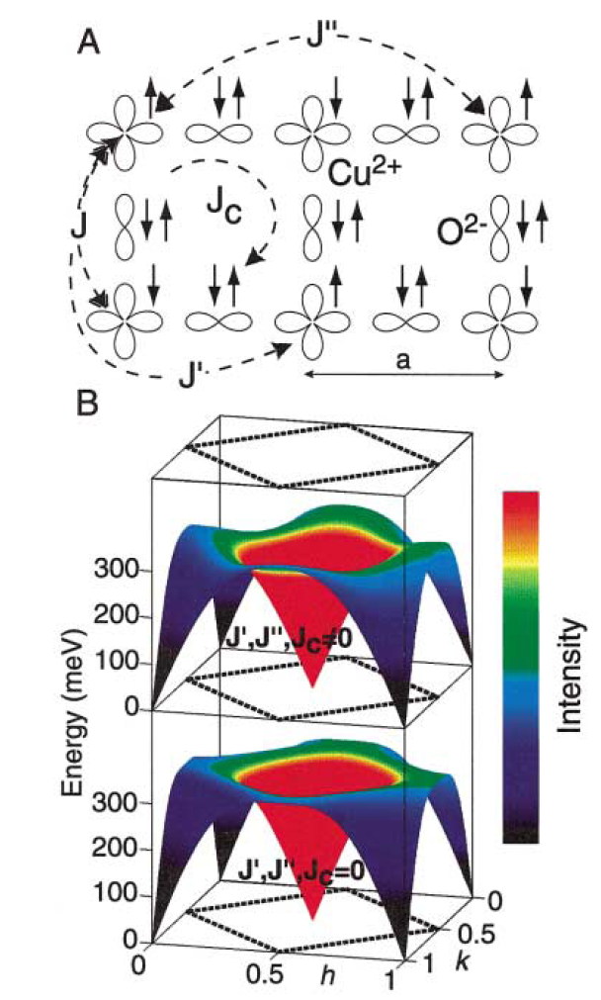 A
J"
Cu2+
J
JC
O2-
J'
a
B
300
200
100
0
J',J",JC≠0
Energy (meV)
Intensity
300
200
100
0
J',J",JC=0
0
0.5
1
h
0
0.5
1
k